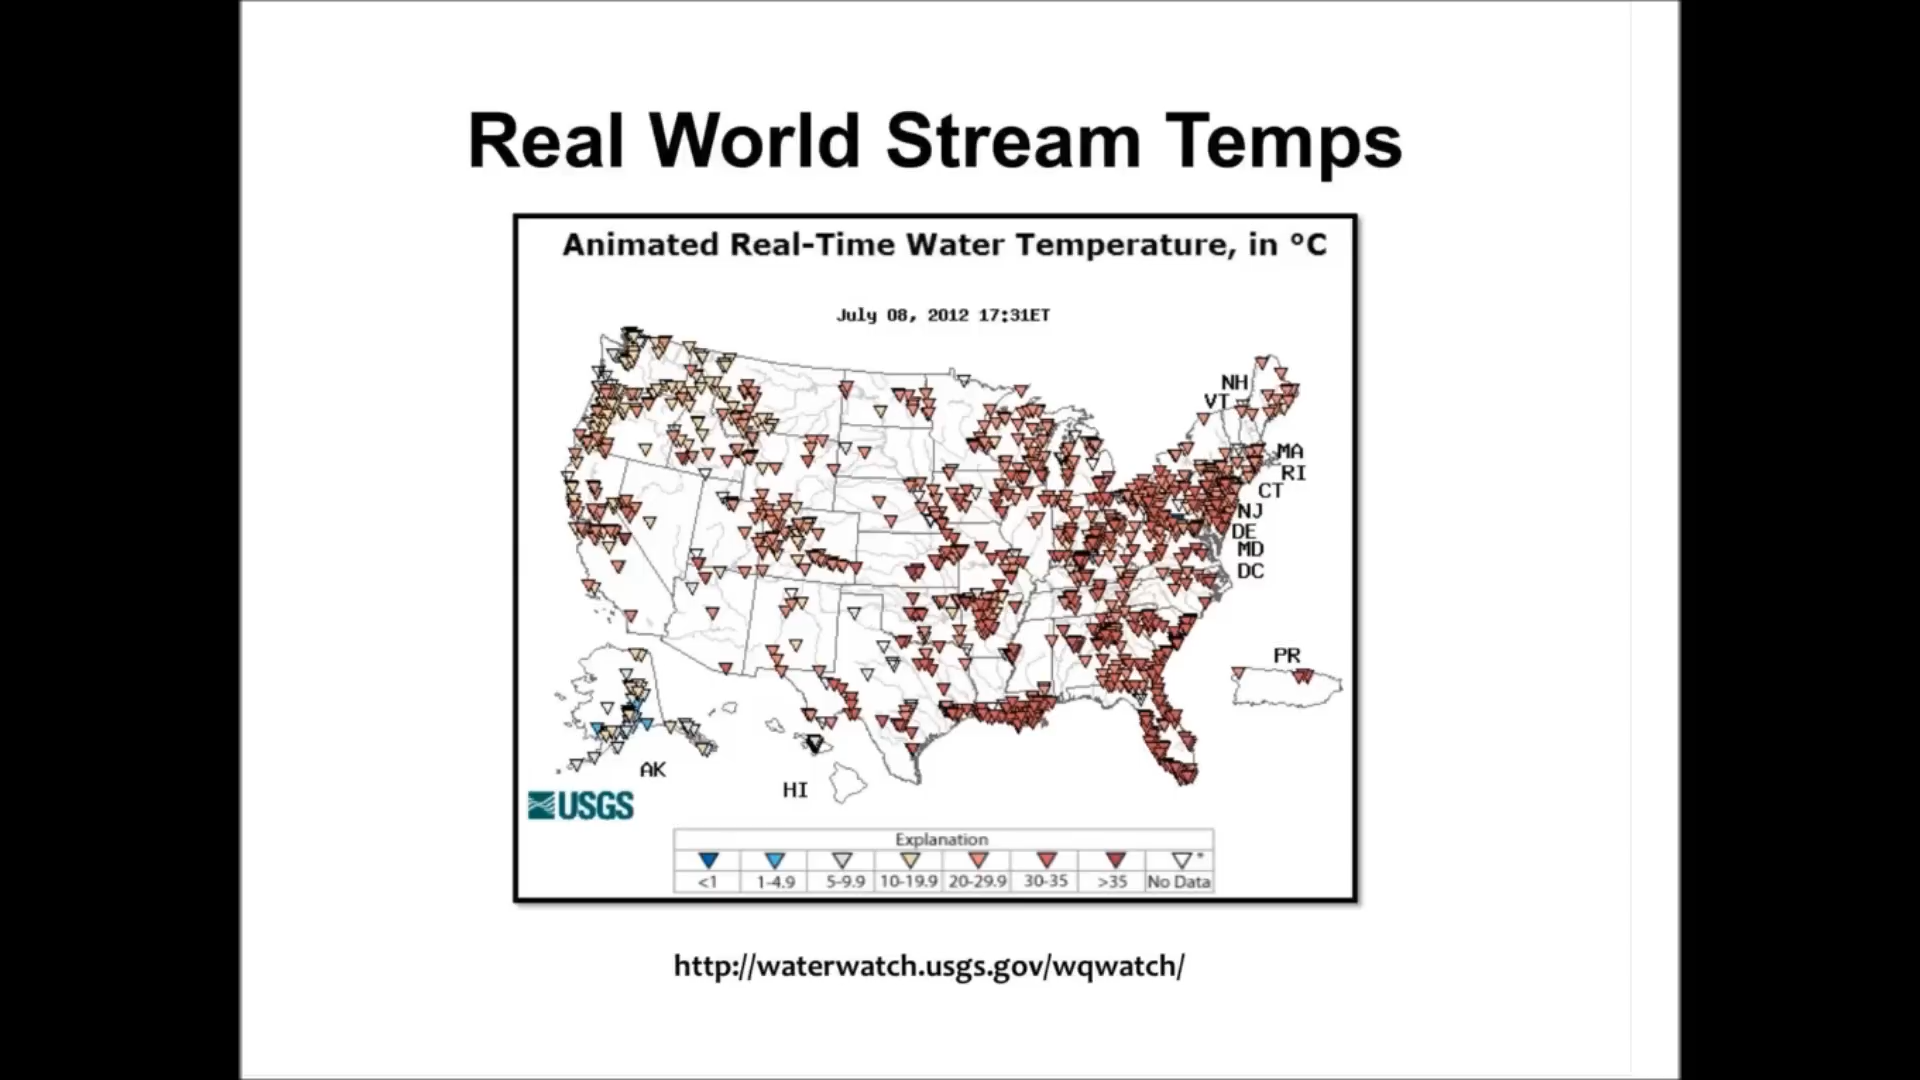 Real World Stream Temps
Animated Real-Time Water Temperature, in °C
July 08, 2012 17:31ET
NH
VT
MA
RI
CT
NJ
DE
MD
DC
PR
AK
HI
USGS
Explanation
<1 1-4.9 5-9.9 10-19.9 20-29.9 30-35 >35 No Data *
http://waterwatch.usgs.gov/wqwatch/